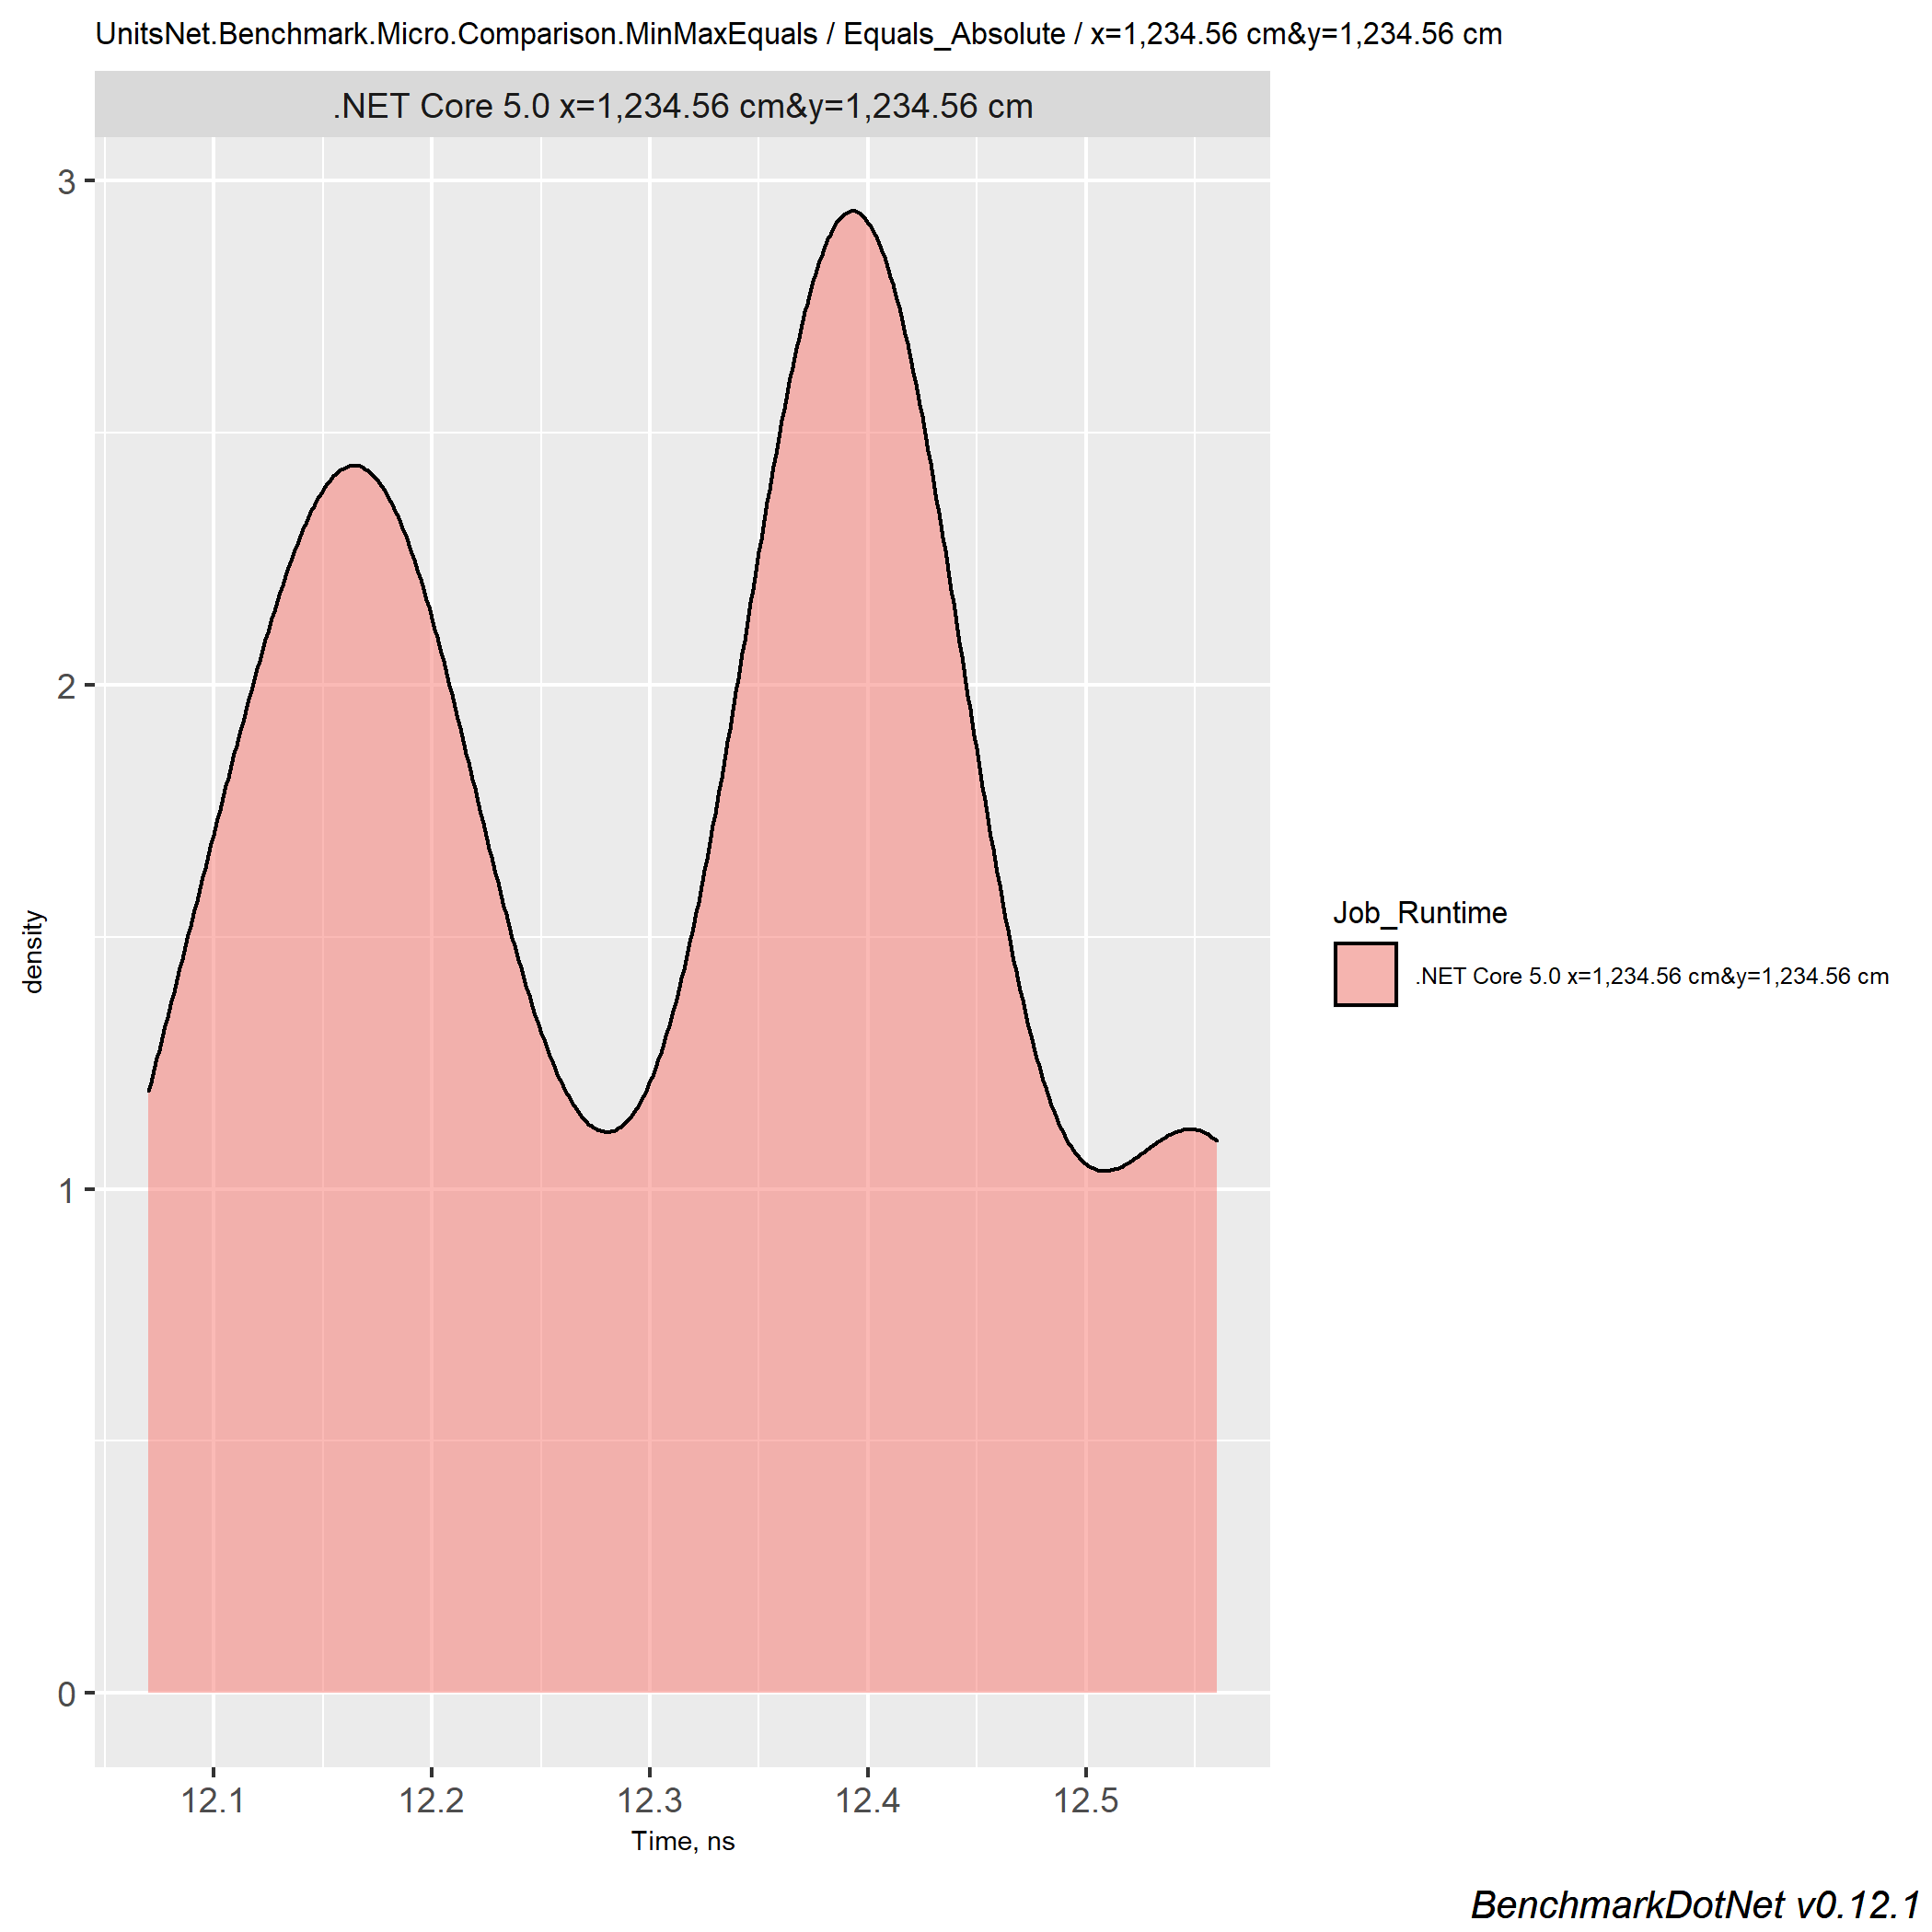 UnitsNet.Benchmark.Micro.Comparison.MinMaxEquals / Equals_Absolute / x=1,234.56 cm&y=1,234.56 cm
.NET Core 5.0 x=1,234.56 cm&y=1,234.56 cm
3
2
1
0
density
12.1
12.2
12.3
12.4
12.5
Time, ns
Job_Runtime
.NET Core 5.0 x=1,234.56 cm&y=1,234.56 cm
BenchmarkDotNet v0.12.1